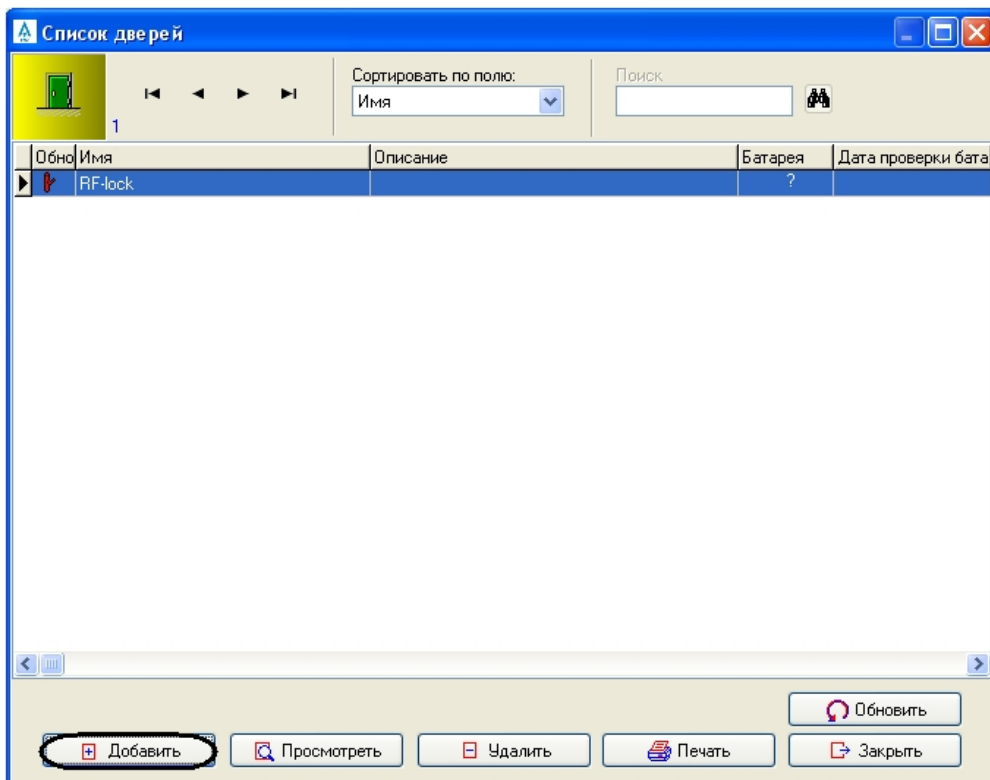 Список дверей
Сортировать по полю:
Поиск
Имя
1
Обно Имя Описание Батарея Дата проверки бата
RF-lock ?
Обновить
Добавить Просмотреть Удалить Печать Закрыть